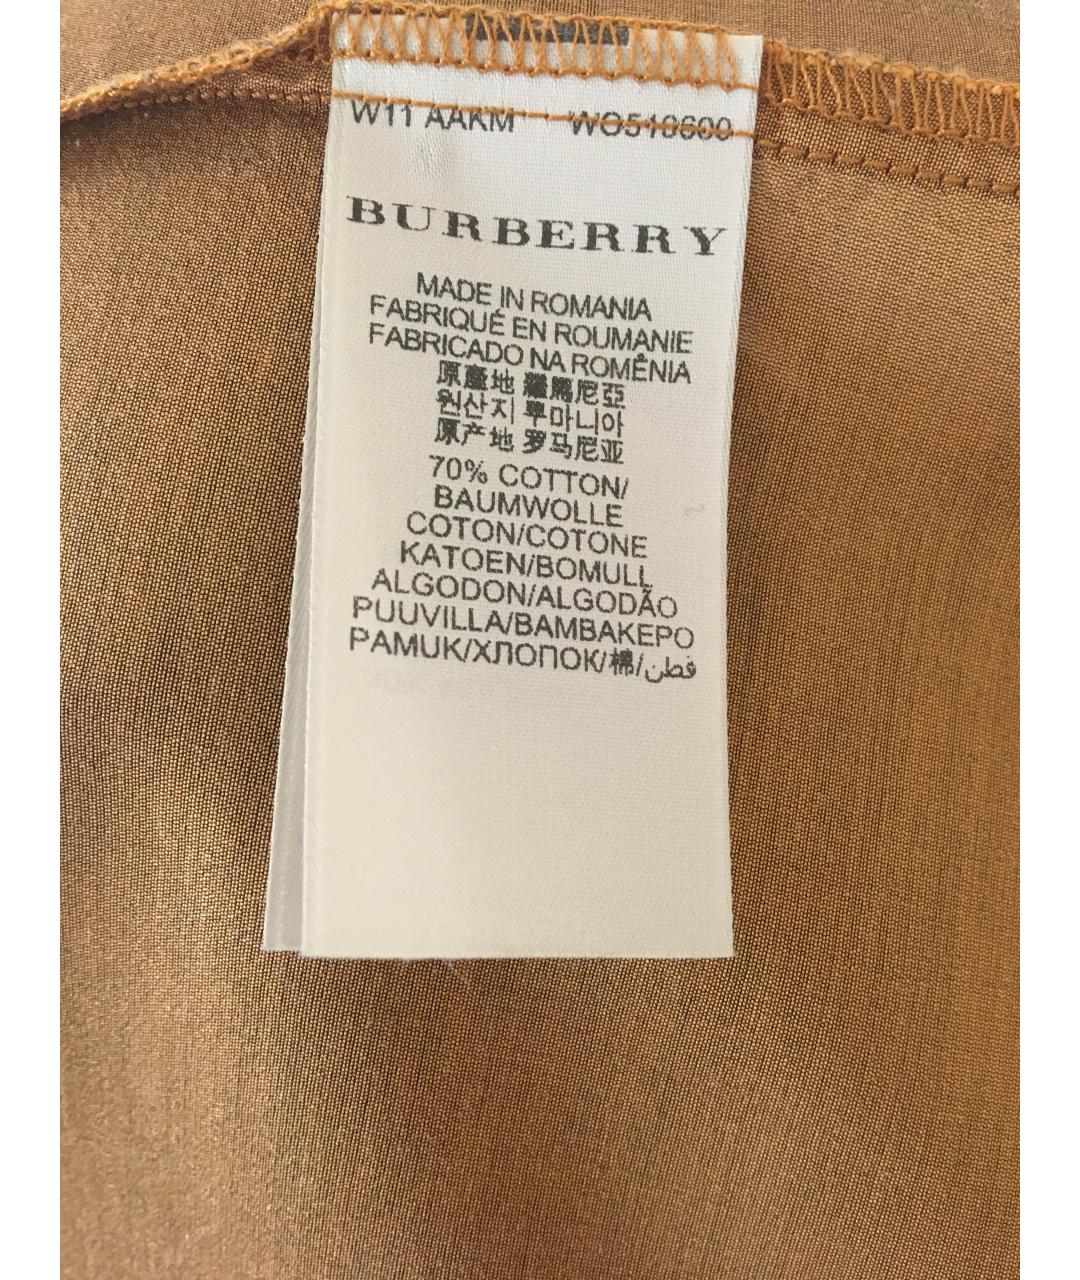 W11 AAKM WO510600
BURBERRY
MADE IN ROMANIA
FABRIQUÉ EN ROUMANIE
FABRICADO NA ROMÊNIA
原產地 羅馬尼亞
원산지 루마니아
原产地 罗马尼亚
70% COTTON/
BAUMWOLLE
COTON/COTONE
KATOEN/BOMULL
ALGODON/ALGODÃO
PUUVILLA/BAMBAKEPO
PAMUK/ХЛОПОК/棉/قطن